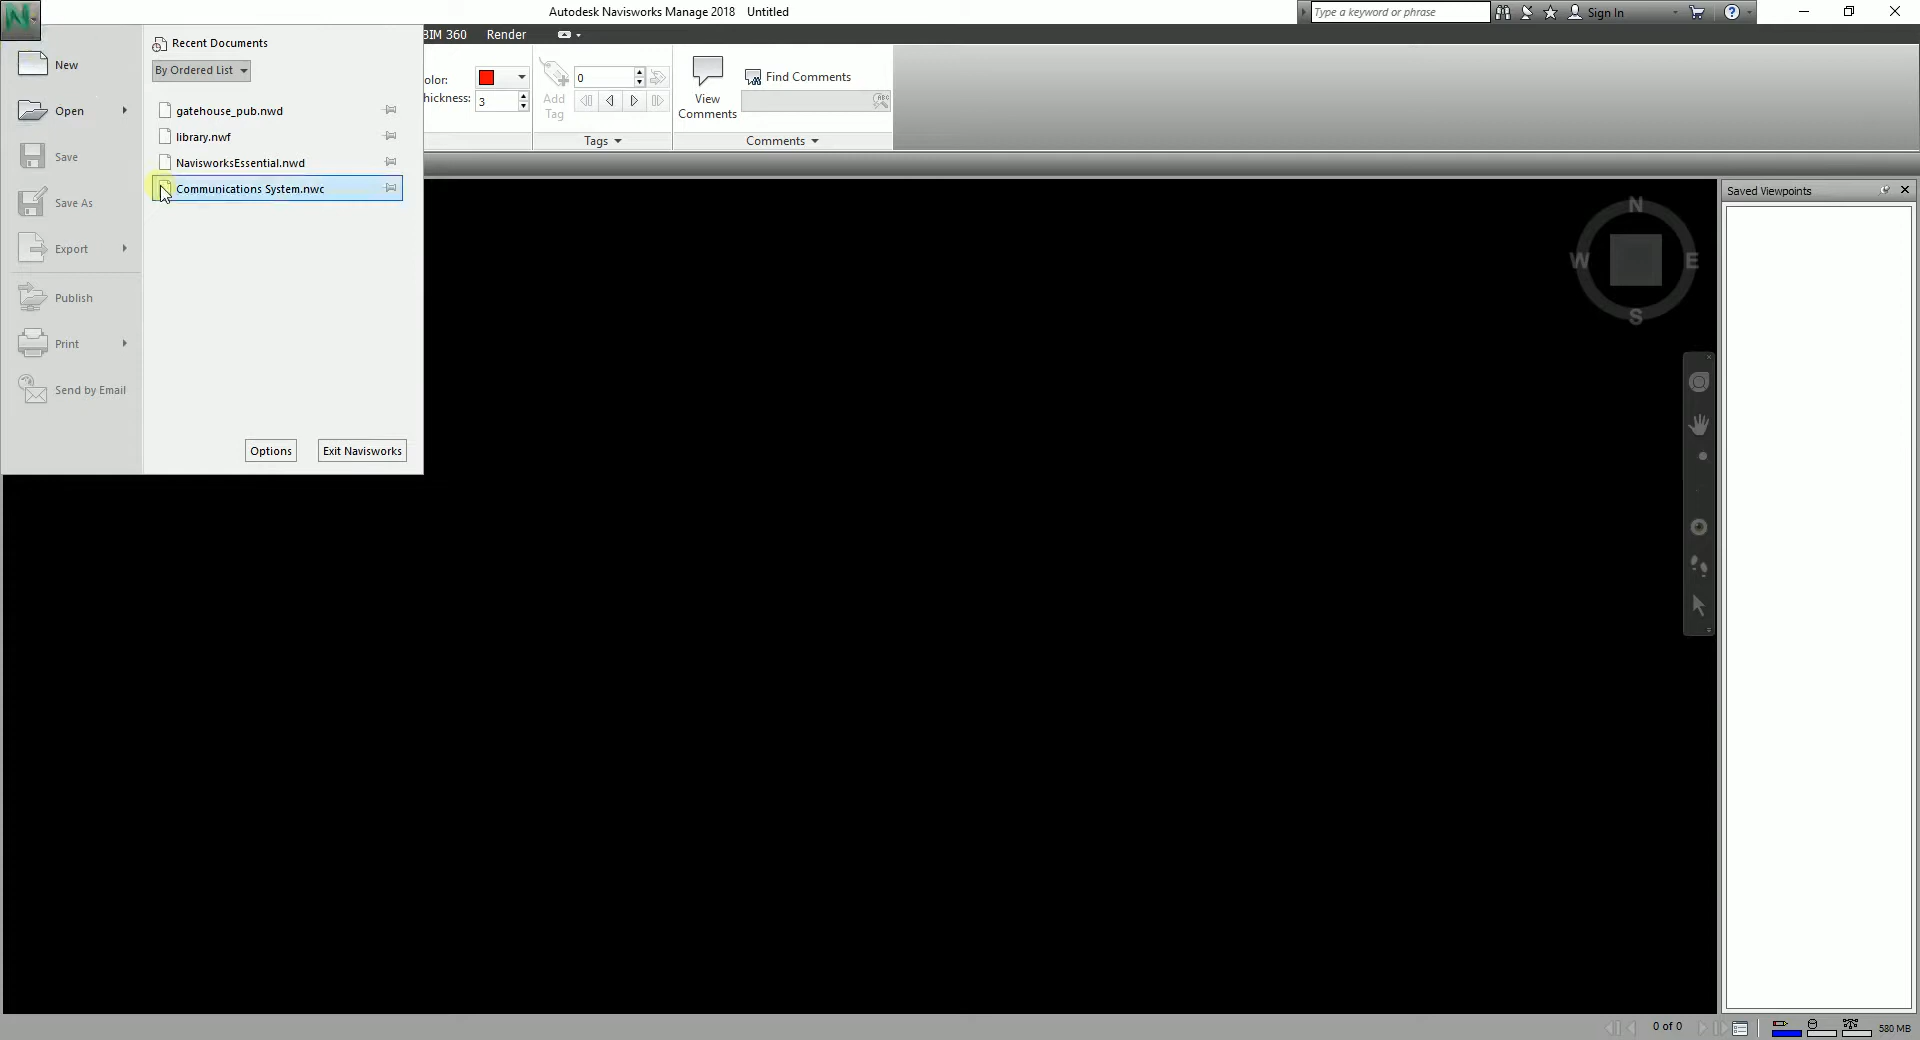 Autodesk Navisworks Manage 2018 Untitled
Type a keyword or phrase
Sign In
BIM 360
Render
New
Open
Save
Save As
Export
Publish
Print
Send by Email
Recent Documents
By Ordered List
gatehouse_pub.nwd
library.nwf
NavisworksEssential.nwd
Communications System.nwc
Options
Exit Navisworks
olor:
hickness:
3
Add
Tag
0
Tags
View
Comments
Find Comments
Comments
Saved Viewpoints
N
W
E
S
0 of 0
580 MB